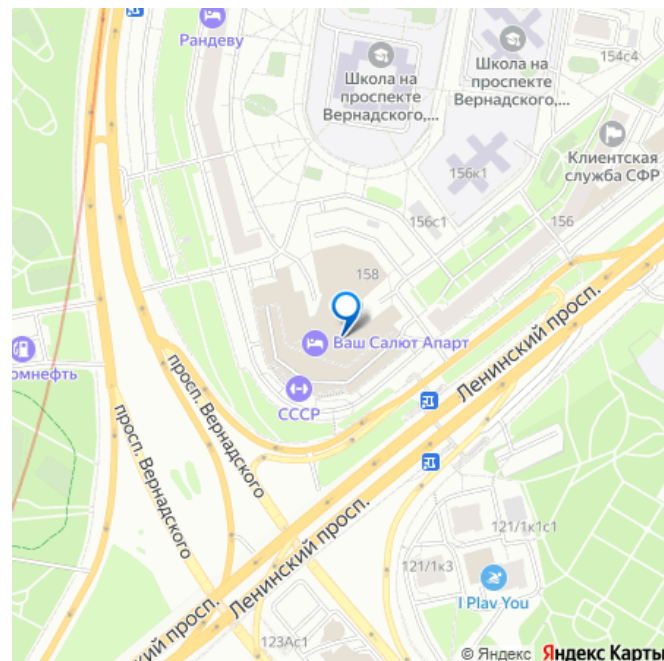 Рандеву
154с4
Школа на
проспекте
Вернадского,...
Школа на
проспекте
Вернадского,...
Клиентская
служба СФР
156к1
156с1
156
158
Ваш Салют Апарт
СССР
Ленинский просп.
омнефть
просп. Вернадского
просп. Вернадского
Ленинский просп.
ский просп.
121/1к1с1
121/1к3
I Play You
123Ас1
© Яндекс Яндекс Карты